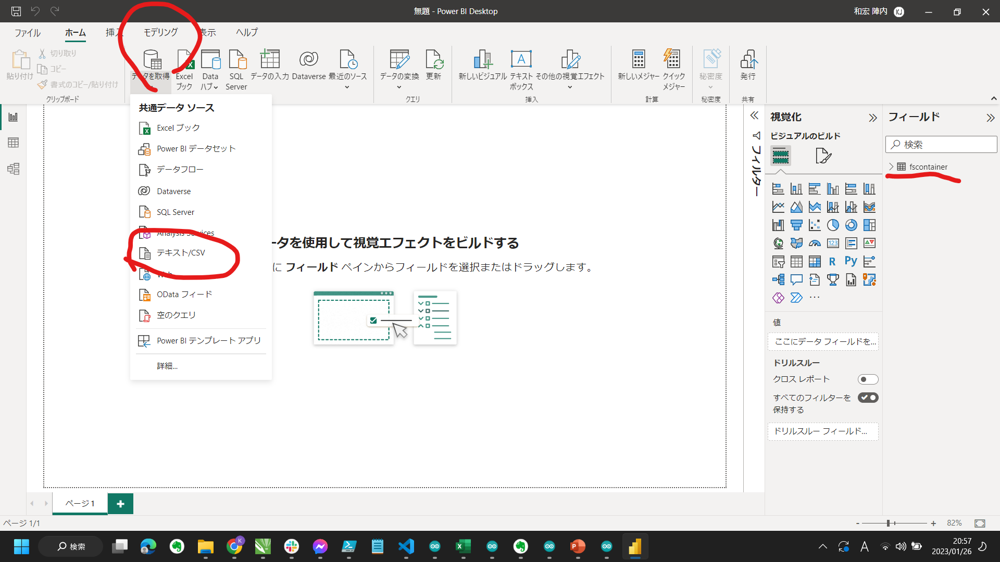 無題 - Power BI Desktop
和宏 陣内
KJ
ファイル
ホーム
挿入
モデリング
表示
ヘルプ
貼り付け
切り取り
コピー
書式のコピー/貼り付け
クリップボード
データを取得
Excel
ブック
Data
ハブ
SQL
Server
データの入力
Dataverse
最近のソース
データの変換
更新
クエリ
新しいビジュアル
テキスト
ボックス
その他の視覚エフェクト
挿入
新しいメジャー
クイック
メジャー
計算
秘密度
秘密度
発行
共有
共通データ ソース
Excel ブック
Power BI データセット
データフロー
Dataverse
SQL Server
Analysis Services
テキスト/CSV
Web
OData フィード
空のクエリ
Power BI テンプレート アプリ
詳細...
ータを使用して視覚エフェクトをビルドする
に フィールド ペインからフィールドを選択またはドラッグします。
フィルター
視覚化
ビジュアルのビルド
123
R
Py
値
ここにデータ フィールドを...
ドリルスルー
クロス レポート
すべてのフィルターを
保持する
ドリルスルー フィールド...
フィールド
検索
fscontainer
ページ 1
ページ 1/1
82%
検索
A
20:57
2023/01/26